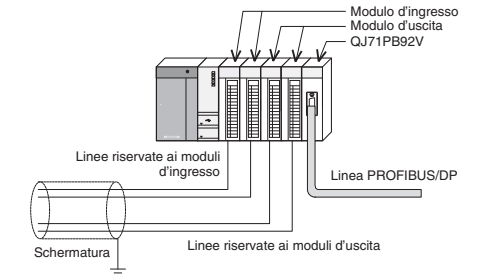 Modulo d'ingresso
Modulo d'uscita
QJ71PB92V
Linee riservate ai moduli
d'ingresso
Linea PROFIBUS/DP
Linee riservate ai moduli d'uscita
Schermatura